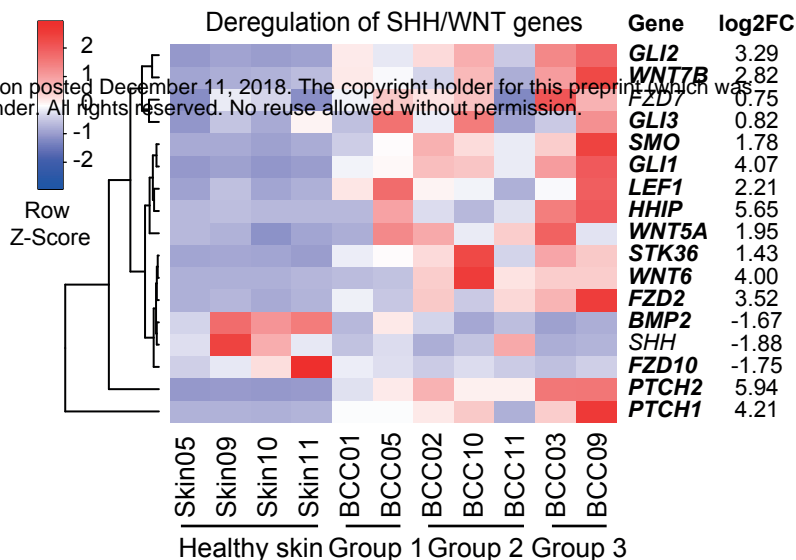 Deregulation of SHH/WNT genes
Gene log2FC
2
1
0
-1
-2
Row
Z-Score
on posted December 11, 2018. The copyright holder for this preprint (which was
nder. All rights reserved. No reuse allowed without permission.
GLI2 3.29
WNT7B 2.82
FZD7 0.75
GLI3 0.82
SMO 1.78
GLI1 4.07
LEF1 2.21
HHIP 5.65
WNT5A 1.95
STK36 1.43
WNT6 4.00
FZD2 3.52
BMP2 -1.67
SHH -1.88
FZD10 -1.75
PTCH2 5.94
PTCH1 4.21
Skin05
Skin09
Skin10
Skin11
BCC01
BCC05
BCC02
BCC10
BCC11
BCC03
BCC09
Healthy skin Group 1 Group 2 Group 3